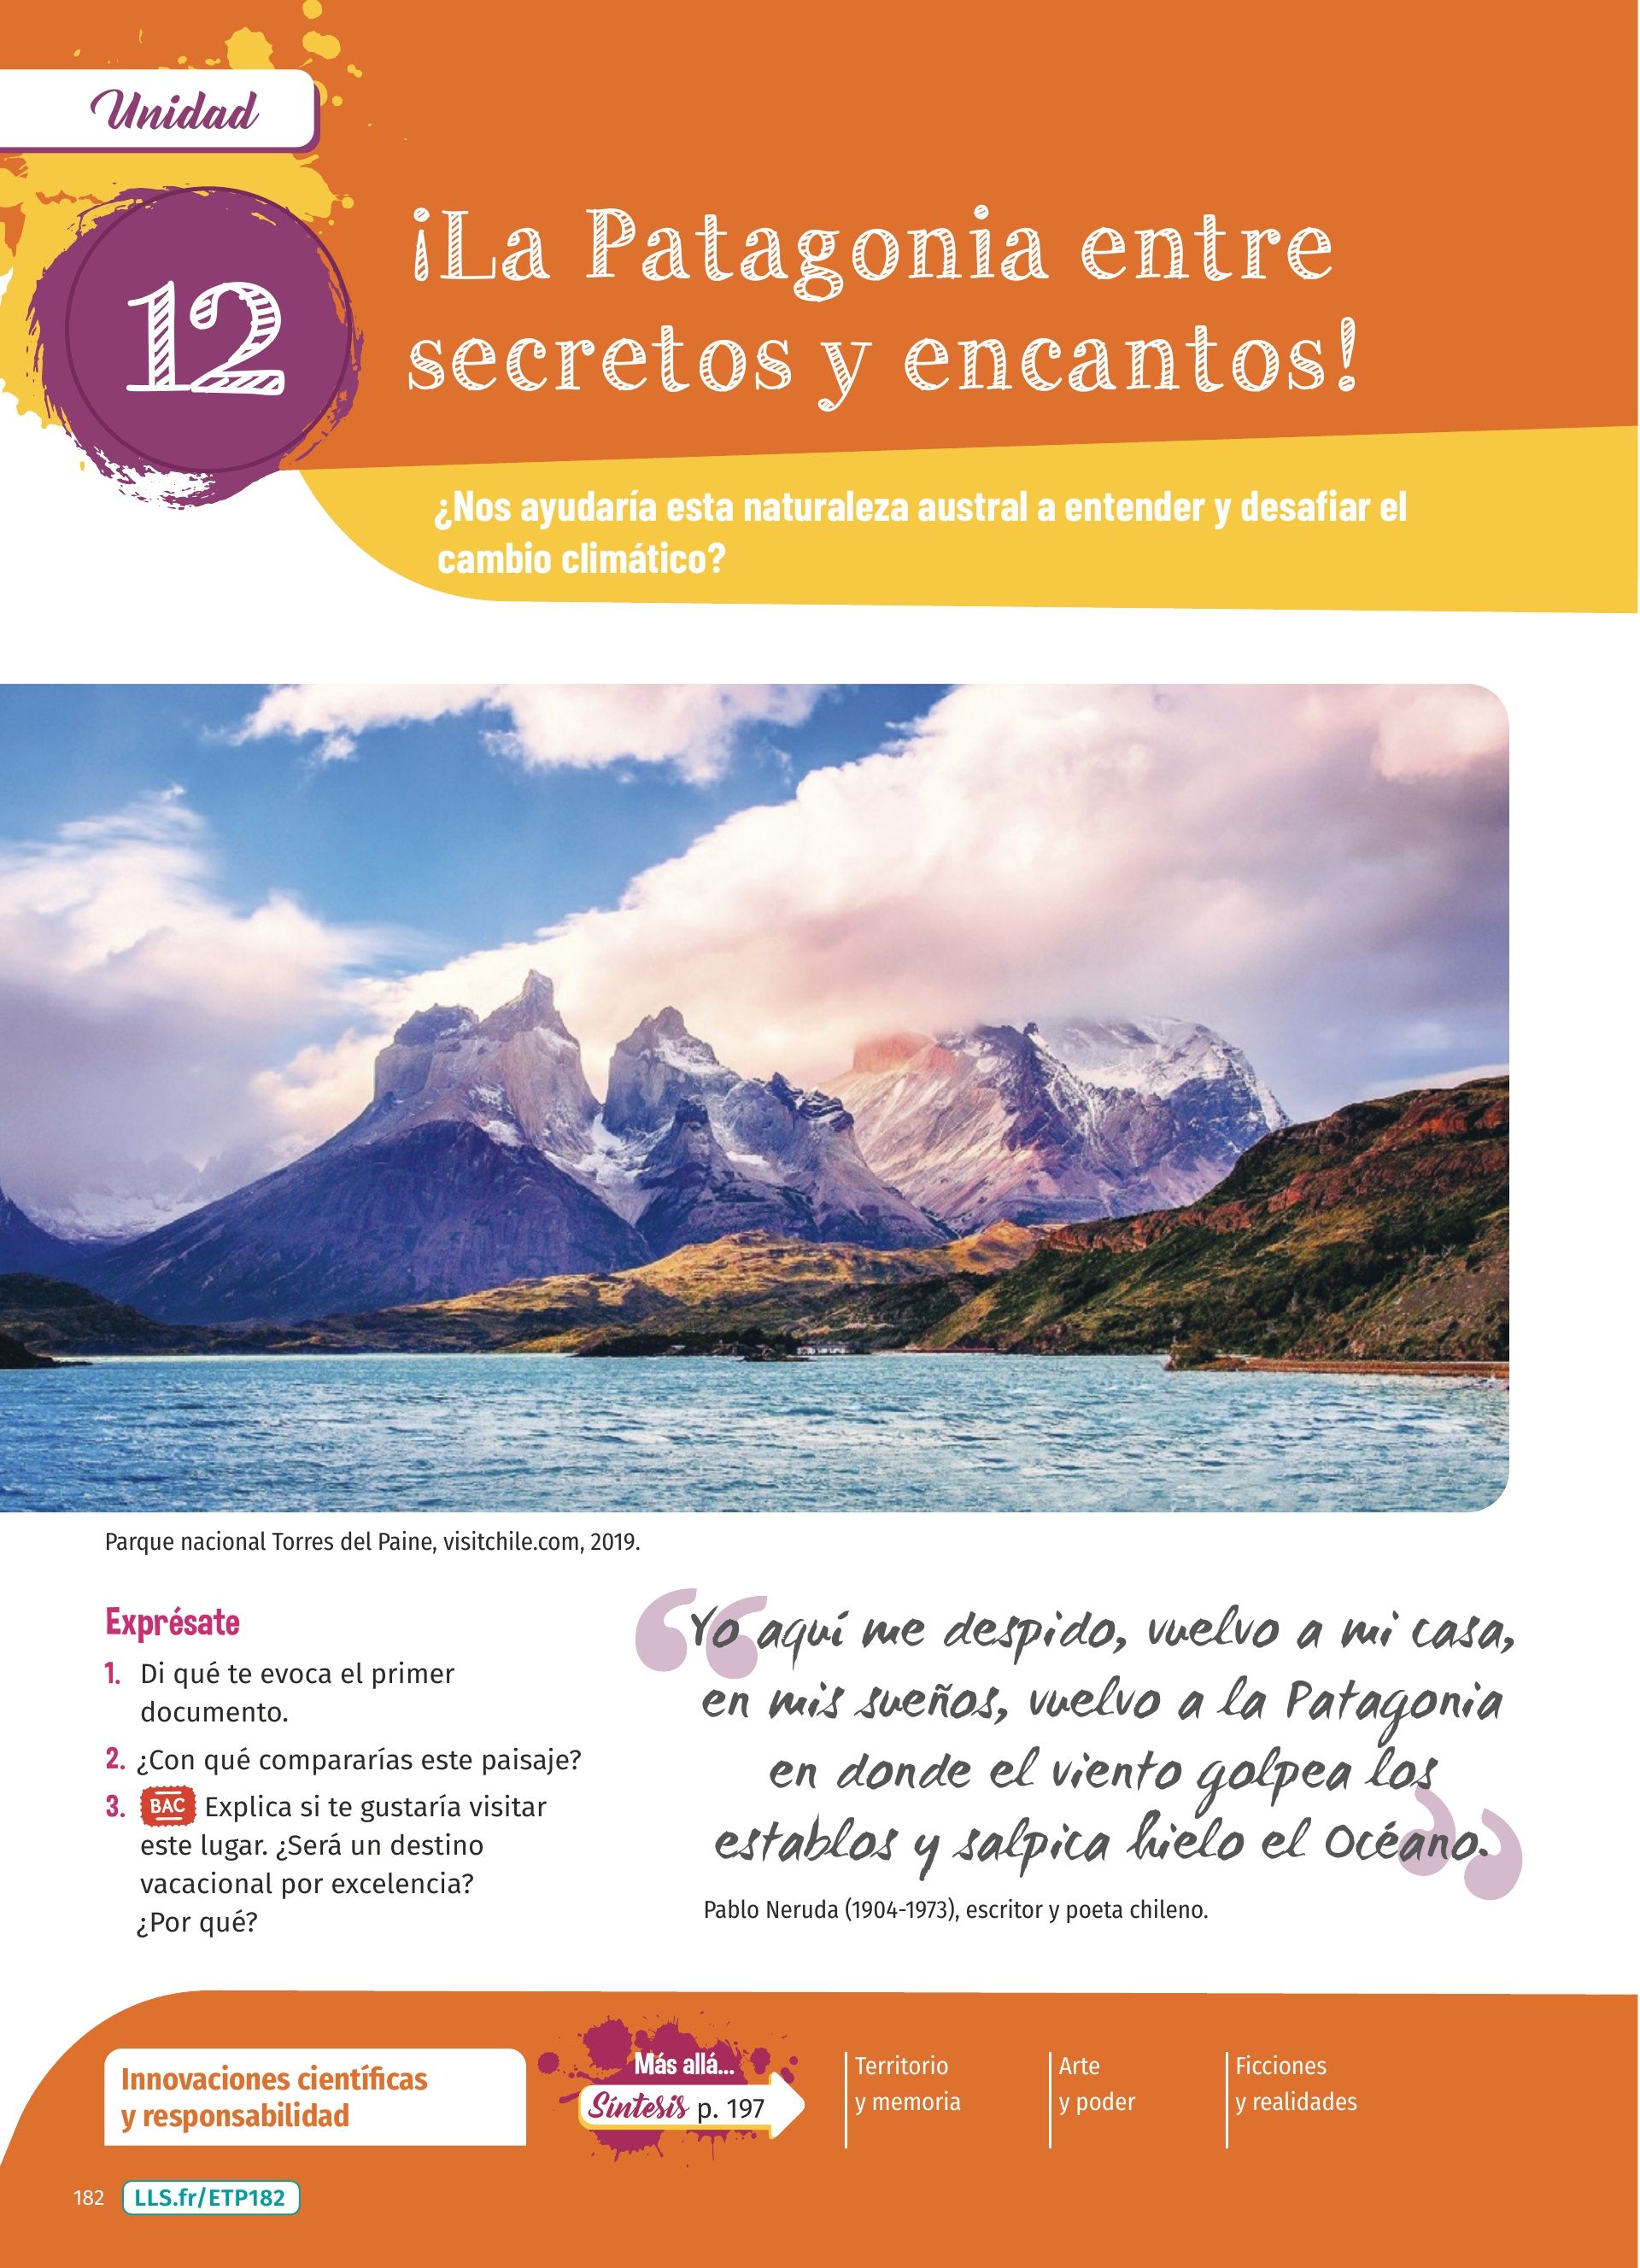 Unidad
12
¡La Patagonia entre
secretos y encantos!
¿Nos ayudaría esta naturaleza austral a entender y desafiar el
cambio climático?
Parque nacional Torres del Paine, visitchile.com, 2019.
Exprésate
1. Di qué te evoca el primer
documento.
2. ¿Con qué compararías este paisaje?
3. BAC Explica si te gustaría visitar
este lugar. ¿Será un destino
vacacional por excelencia?
¿Por qué?
“Yo aquí me despido, vuelvo a mi casa,
en mis sueños, vuelvo a la Patagonia
en donde el viento golpea los
establos y salpica hielo el Océano.”
Pablo Neruda (1904-1973), escritor y poeta chileno.
Innovaciones científicas
y responsabilidad
Más allá...
Síntesis p. 197
Territorio
y memoria
Arte
y poder
Ficciones
y realidades
182 LLS.fr/ETP182